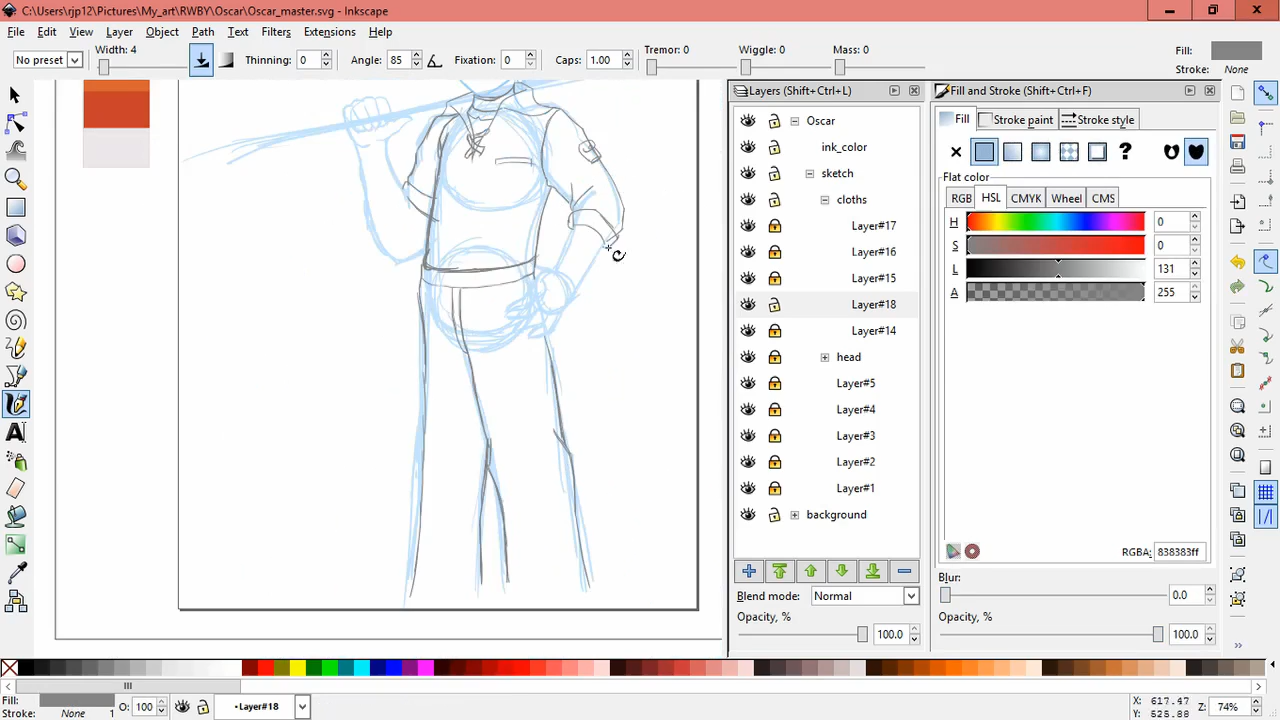 C:\Users\rjp12\Pictures\My_art\RWBY\Oscar\Oscar_master.svg - Inkscape
File Edit View Layer Object Path Text Filters Extensions Help
No preset Width: 4 Thinning: 0 Angle: 85 Fixation: 0 Caps: 1.00 Tremor: 0 Wiggle: 0 Mass: 0 Fill: Stroke: None
Layers (Shift+Ctrl+L)
Oscar
ink_color
sketch
cloths
Layer#17
Layer#16
Layer#15
Layer#18
Layer#14
head
Layer#5
Layer#4
Layer#3
Layer#2
Layer#1
background
Blend mode: Normal
Opacity, %
100.0
Fill and Stroke (Shift+Ctrl+F)
Fill Stroke paint Stroke style
?
Flat color
RGB HSL CMYK Wheel CMS
H 0
S 0
L 131
A 255
RGBA: 838383ff
Blur:
0.0
Opacity, %
100.0
Fill:
Stroke: None 1 O: 100 •Layer#18 X: 617.47 Y: 525.88 Z: 74%